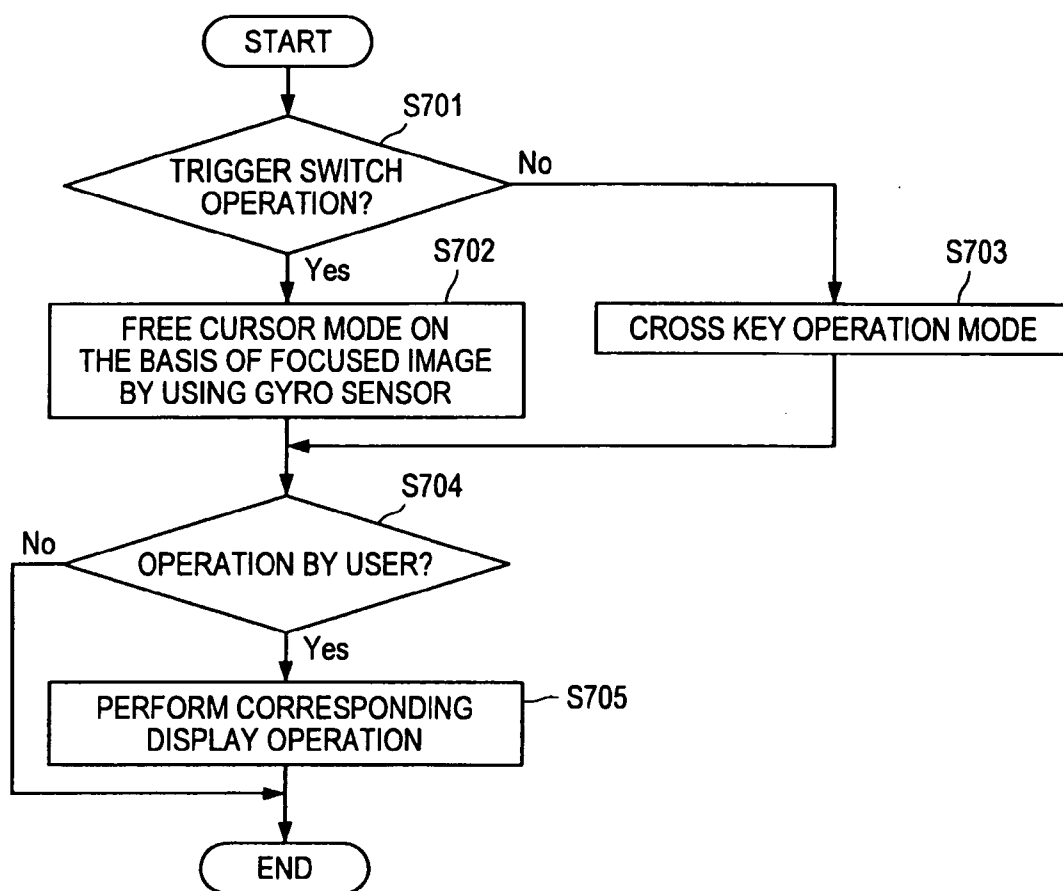 START
S701
TRIGGER SWITCH
OPERATION?
No
Yes
S702
S703
FREE CURSOR MODE ON
THE BASIS OF FOCUSED IMAGE
BY USING GYRO SENSOR
CROSS KEY OPERATION MODE
S704
No
OPERATION BY USER?
Yes
S705
PERFORM CORRESPONDING
DISPLAY OPERATION
END